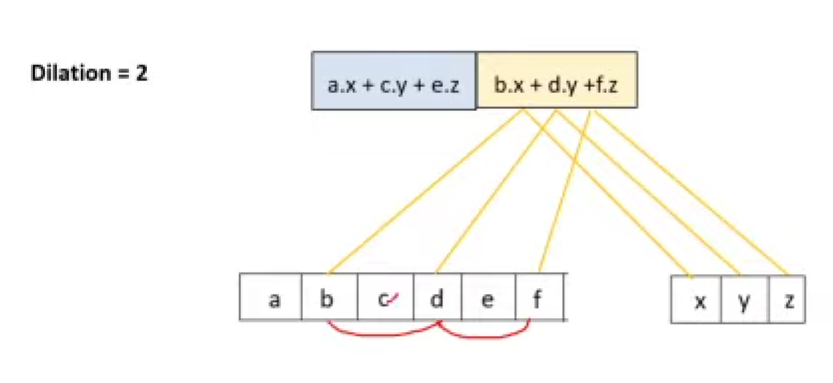 Dilation = 2
a.x + c.y + e.z b.x + d.y +f.z
a b c d e f x y z